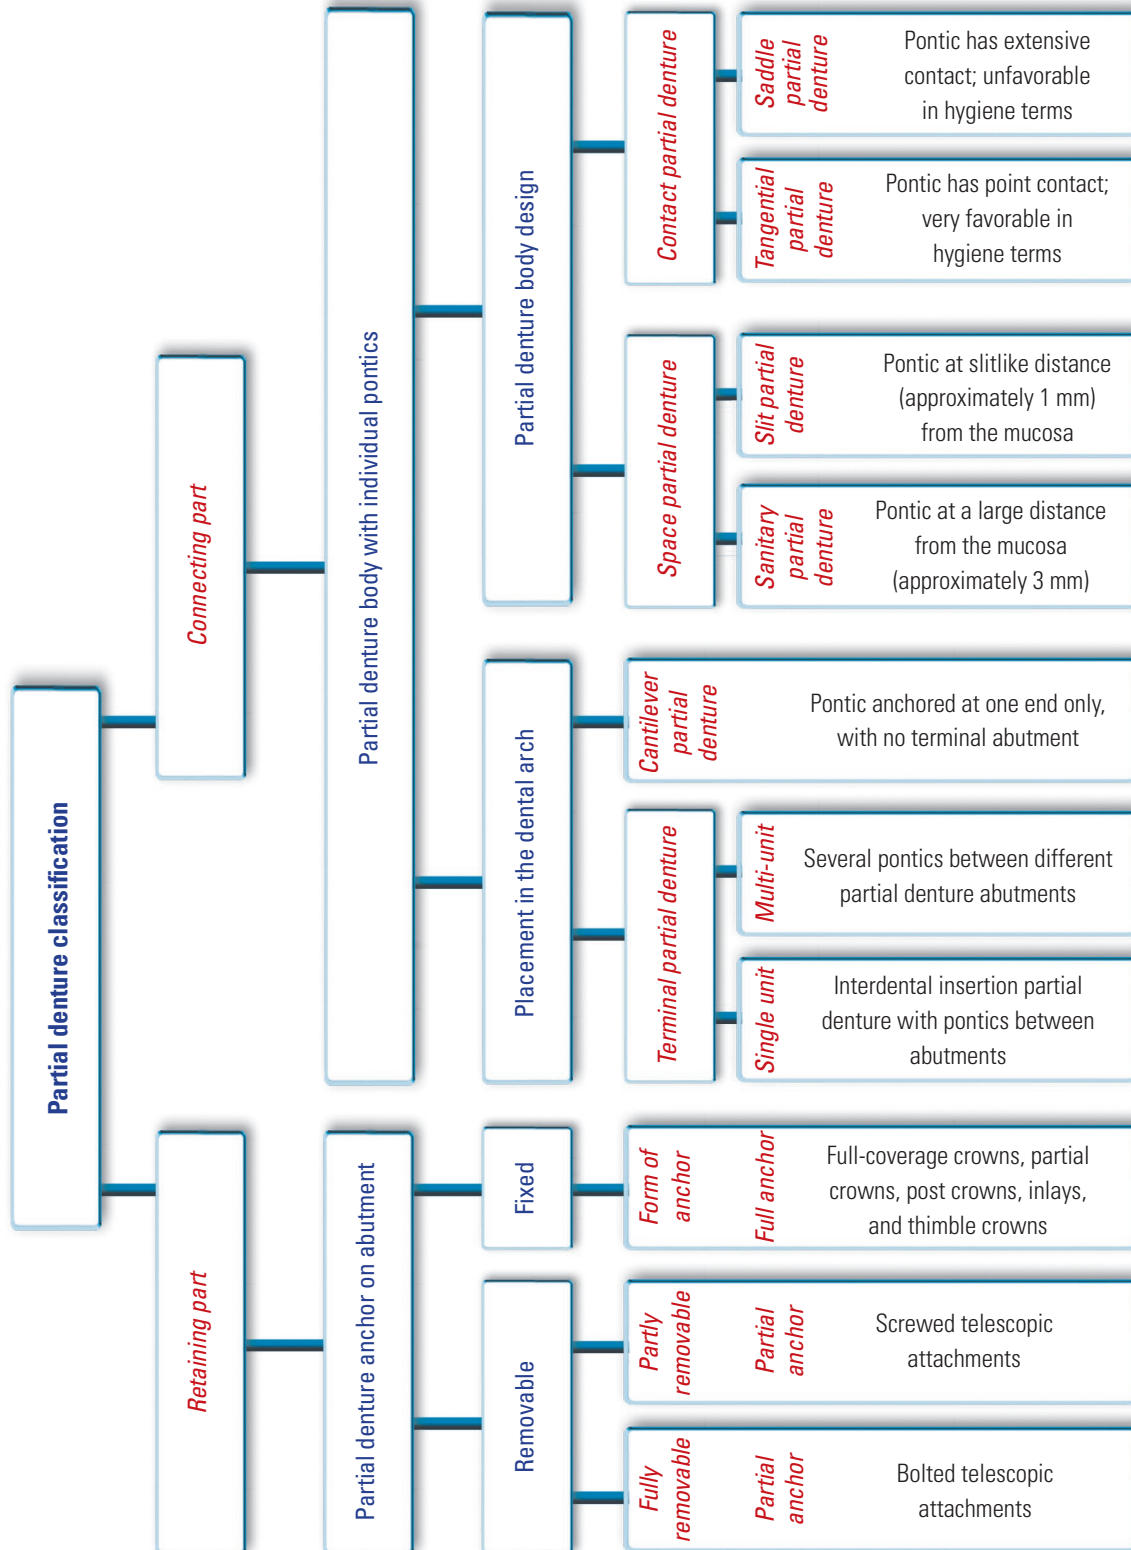 Partial denture classification
Connecting part
Retaining part
Partial denture body with individual pontics
Partial denture anchor on abutment
Partial denture body design
Placement in the dental arch
Fixed
Removable
Contact partial denture
Saddle
partial
denture
Pontic has extensive
contact; unfavorable
in hygiene terms
Tangential
partial
denture
Pontic has point contact;
very favorable in
hygiene terms
Space partial denture
Slit partial
denture
Pontic at slitlike distance
(approximately 1 mm)
from the mucosa
Sanitary
partial
denture
Pontic at a large distance
from the mucosa
(approximately 3 mm)
Cantilever
partial
denture
Pontic anchored at one end only,
with no terminal abutment
Terminal partial denture
Multi-unit
Several pontics between different
partial denture abutments
Single unit
Interdental insertion partial
denture with pontics between
abutments
Form of
anchor
Full anchor
Full-coverage crowns, partial
crowns, post crowns, inlays,
and thimble crowns
Partly
removable
Partial
anchor
Screwed telescopic
attachments
Fully
removable
Partial
anchor
Bolted telescopic
attachments